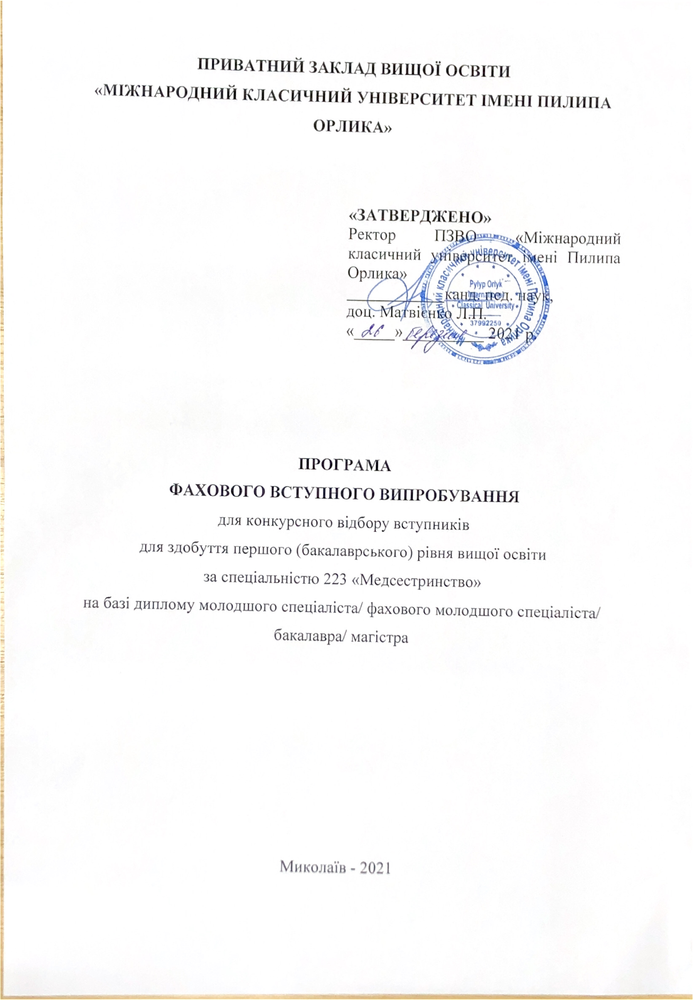 ПРИВАТНИЙ ЗАКЛАД ВИЩОЇ ОСВІТИ
«МІЖНАРОДНИЙ КЛАСИЧНИЙ УНІВЕРСИТЕТ ІМЕНІ ПИЛИПА
ОРЛИКА»
«ЗАТВЕРДЖЕНО»
Ректор ПЗВО «Міжнародний
класичний університет імені Пилипа
Орлика»
канд. пед. наук,
доц. Матвієнко Л.П.
« 26 » березня 2021 р.
Міжнародний класичний університет імені Пилипа Орлика
Pylyp Orlyk
International
Classical University
37992250
ПРОГРАМА
ФАХОВОГО ВСТУПНОГО ВИПРОБУВАННЯ
для конкурсного відбору вступників
для здобуття першого (бакалаврського) рівня вищої освіти
за спеціальністю 223 «Медсестринство»
на базі диплому молодшого спеціаліста/ фахового молодшого спеціаліста/
бакалавра/ магістра
Миколаїв - 2021